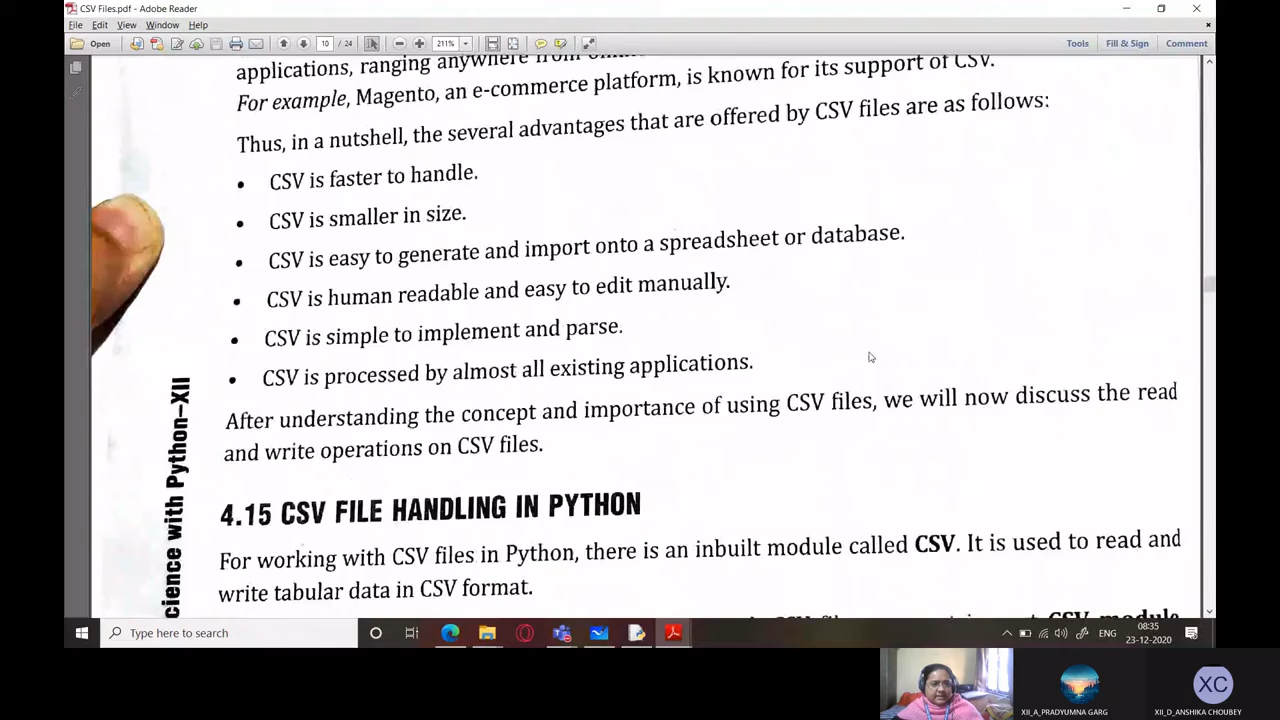 CSV Files.pdf - Adobe Reader
File Edit View Window Help
Open 10 / 24 211% Tools Fill & Sign Comment
applications, ranging anywhere from
For example, Magento, an e-commerce platform, is known for its support of CSV.
Thus, in a nutshell, the several advantages that are offered by CSV files are as follows:
• CSV is faster to handle.
• CSV is smaller in size.
• CSV is easy to generate and import onto a spreadsheet or database.
• CSV is human readable and easy to edit manually.
• CSV is simple to implement and parse.
• CSV is processed by almost all existing applications.
After understanding the concept and importance of using CSV files, we will now discuss the read
and write operations on CSV files.
cience with Python–XII
4.15 CSV FILE HANDLING IN PYTHON
For working with CSV files in Python, there is an inbuilt module called CSV. It is used to read and
write tabular data in CSV format.
CSV module
Type here to search
ENG
08:35
23-12-2020
XC
XII_A_PRADYUMNA GARG
XII_D_ANSHIKA CHOUBEY